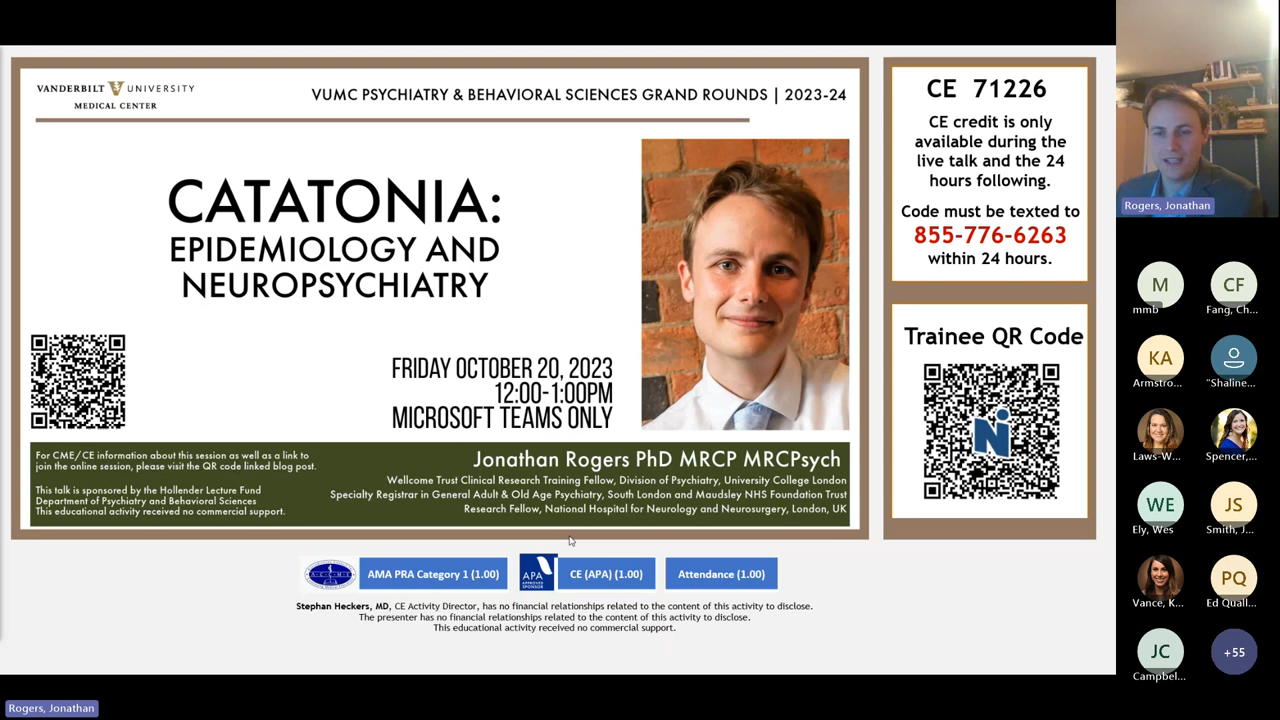 VANDERBILT UNIVERSITY
MEDICAL CENTER
VUMC PSYCHIATRY & BEHAVIORAL SCIENCES GRAND ROUNDS | 2023-24
CATATONIA:
EPIDEMIOLOGY AND
NEUROPSYCHIATRY
FRIDAY OCTOBER 20, 2023
12:00-1:00PM
MICROSOFT TEAMS ONLY
For CME/CE information about this session as well as a link to
join the online session, please visit the QR code linked blog post.
This talk is sponsored by the Hollender Lecture Fund
Department of Psychiatry and Behavioral Sciences
This educational activity received no commercial support.
Jonathan Rogers PhD MRCP MRCPsych
Wellcome Trust Clinical Research Training Fellow, Division of Psychiatry, University College London
Specialty Registrar in General Adult & Old Age Psychiatry, South London and Maudsley NHS Foundation Trust
Research Fellow, National Hospital for Neurology and Neurosurgery, London, UK
CE 71226
CE credit is only
available during the
live talk and the 24
hours following.
Code must be texted to
855-776-6263
within 24 hours.
Trainee QR Code
Ni
AMA PRA Category 1 (1.00)
APA
APPROVED
SPONSOR
CE (APA) (1.00)
Attendance (1.00)
Stephan Heckers, MD, CE Activity Director, has no financial relationships related to the content of this activity to disclose.
The presenter has no financial relationships related to the content of this activity to disclose.
This educational activity received no commercial support.
Rogers, Jonathan
M
mmb
CF
Fang, Ch...
KA
Armstro...
"Shaline...
Laws-W...
Spencer,...
WE
Ely, Wes
JS
Smith, J...
Vance, K...
PQ
Ed Quall...
JC
Campbel...
+55
Rogers, Jonathan